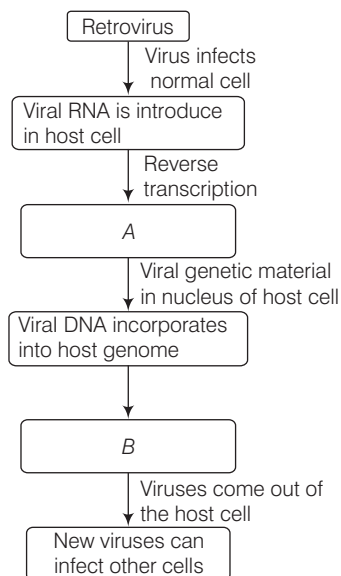 Retrovirus
Virus infects
normal cell
Viral RNA is introduce
in host cell
Reverse
transcription
A
Viral genetic material
in nucleus of host cell
Viral DNA incorporates
into host genome
B
Viruses come out of
the host cell
New viruses can
infect other cells